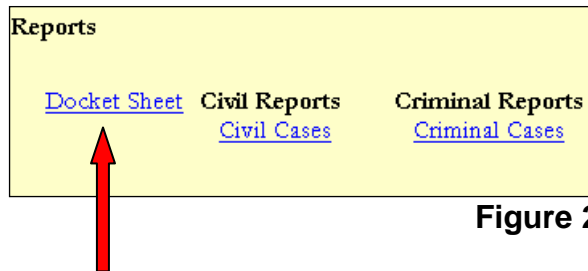 Reports
Docket Sheet Civil Reports Criminal Reports
Civil Cases Criminal Cases
Figure 2